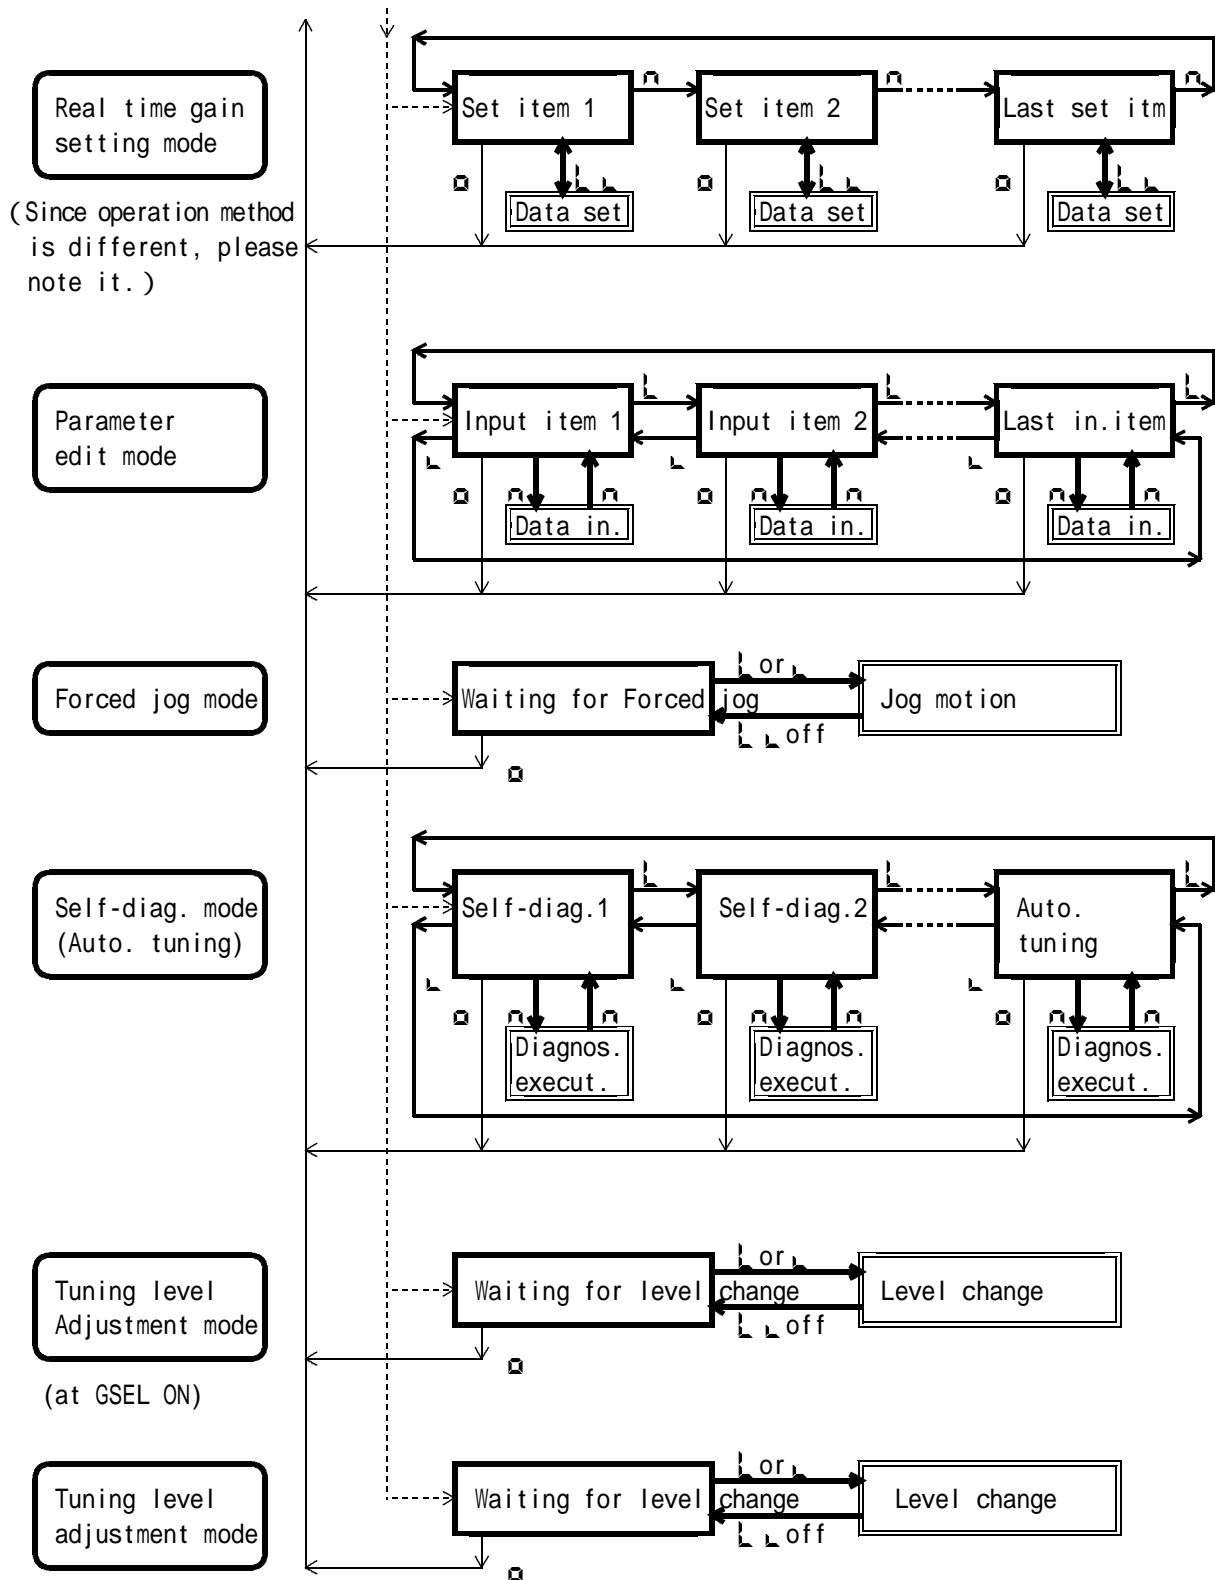 Real time gain
setting mode
(Since operation method
is different, please
note it.)
Set item 1
Set item 2
Last set itm
Data set
Data set
Data set
Parameter
edit mode
Input item 1
Input item 2
Last in.item
Data in.
Data in.
Data in.
Forced jog mode
Waiting for Forced jog
or
off
Jog motion
Self-diag. mode
(Auto. tuning)
Self-diag.1
Self-diag.2
Auto.
tuning
Diagnos.
execut.
Diagnos.
execut.
Diagnos.
execut.
Tuning level
Adjustment mode
(at GSEL ON)
Waiting for level change
or
off
Level change
Tuning level
adjustment mode
Waiting for level change
or
off
Level change